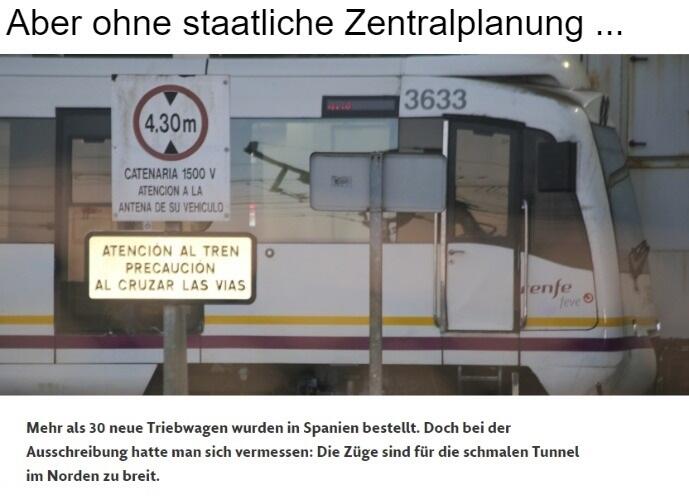 Aber ohne staatliche Zentralplanung ...
3633
4,30m
CATENARIA 1500 V
ATENCION A LA
ANTENA DE SU VEHICULO
ATENCIÓN AL TREN
PRECAUCIÓN
AL CRUZAR LAS VIAS
renfe
feve
Mehr als 30 neue Triebwagen wurden in Spanien bestellt. Doch bei der
Ausschreibung hatte man sich vermessen: Die Züge sind für die schmalen Tunnel
im Norden zu breit.